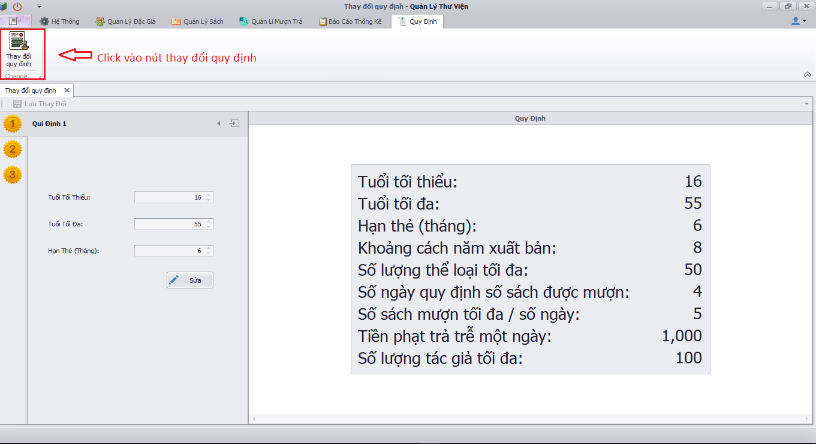 Thay đổi quy định - Quản Lý Thư Viện
Hệ Thống
Quản Lý Độc Giả
Quản Lý Sách
Quản Lí Mượn Trả
Báo Cáo Thống Kê
Quy Định
Thay đổi
quy định
Change
Click vào nút thay đổi quy định
Thay đổi quy định
Lưu Thay Đổi
1
Qui Định 1
2
3
Tuổi Tối Thiểu:
16
Tuổi Tối Đa:
55
Hạn Thẻ (Tháng):
6
Sửa
Quy Định
Tuổi tối thiểu: 16
Tuổi tối đa: 55
Hạn thẻ (tháng): 6
Khoảng cách năm xuất bản: 8
Số lượng thể loại tối đa: 50
Số ngày quy định số sách được mượn: 4
Số sách mượn tối đa / số ngày: 5
Tiền phạt trả trễ một ngày: 1,000
Số lượng tác giả tối đa: 100